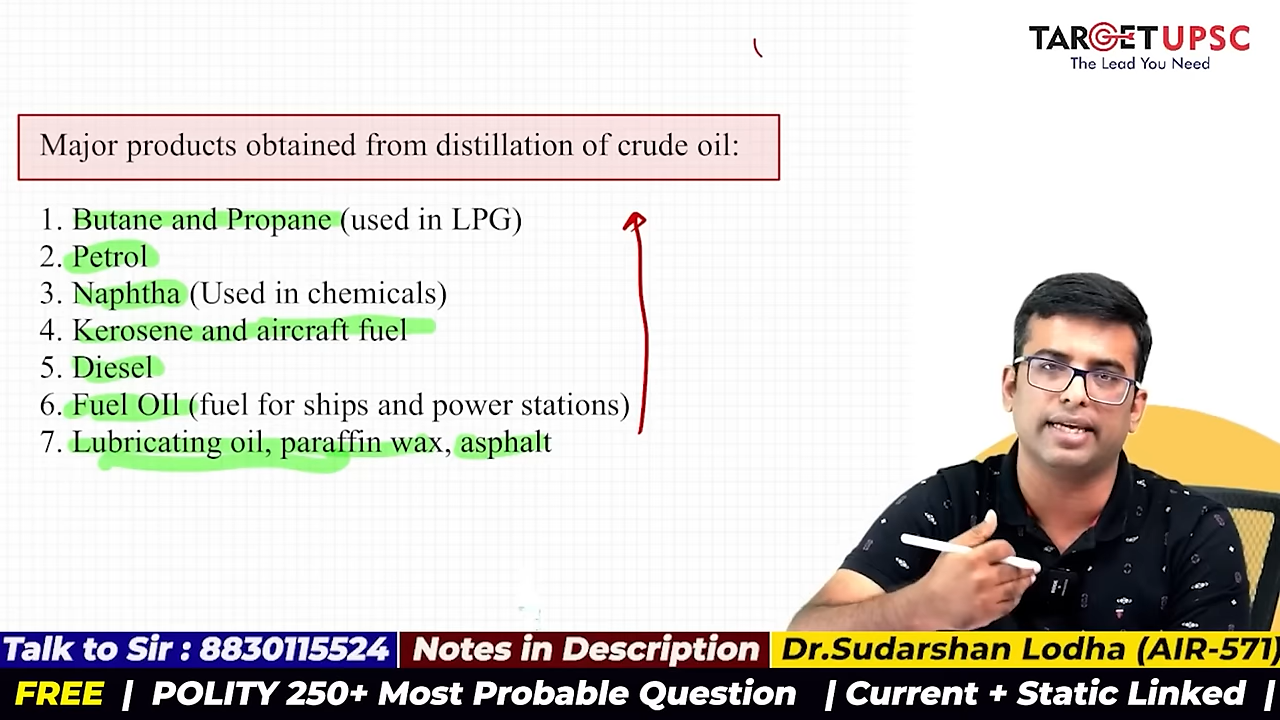 TARGET UPSC
The Lead You Need
Major products obtained from distillation of crude oil:
1. Butane and Propane (used in LPG)
2. Petrol
3. Naphtha (Used in chemicals)
4. Kerosene and aircraft fuel
5. Diesel
6. Fuel OIl (fuel for ships and power stations)
7. Lubricating oil, paraffin wax, asphalt
Talk to Sir : 8830115524 Notes in Description Dr.Sudarshan Lodha (AIR-571)
FREE | POLITY 250+ Most Probable Question | Current + Static Linked |